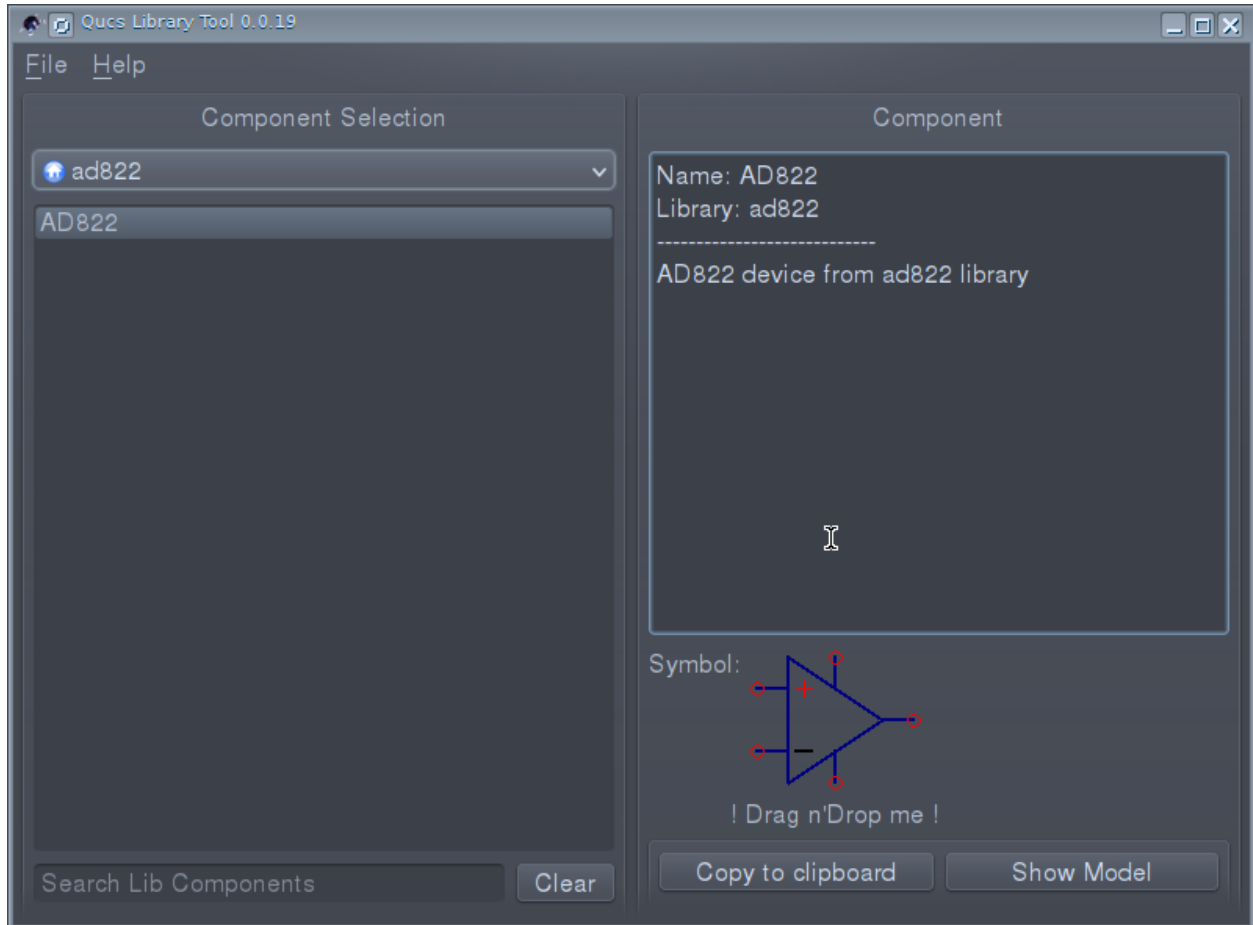 Qucs Library Tool 0.0.19
File Help
Component Selection
ad822
AD822
Search Lib Components
Clear
Component
Name: AD822
Library: ad822
----------------------------
AD822 device from ad822 library
Symbol:
+
−
! Drag n'Drop me !
Copy to clipboard
Show Model